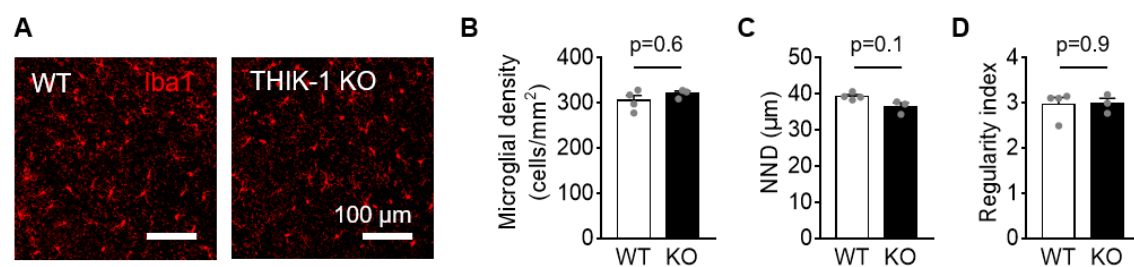 A
WT
Iba1
THIK-1 KO
100 µm
B
p=0.6
Microglial density
(cells/mm²)
400
300
200
100
0
WT
KO
C
p=0.1
NND (µm)
50
40
30
20
10
0
WT
KO
D
p=0.9
Regularity index
4
3
2
1
0
WT
KO